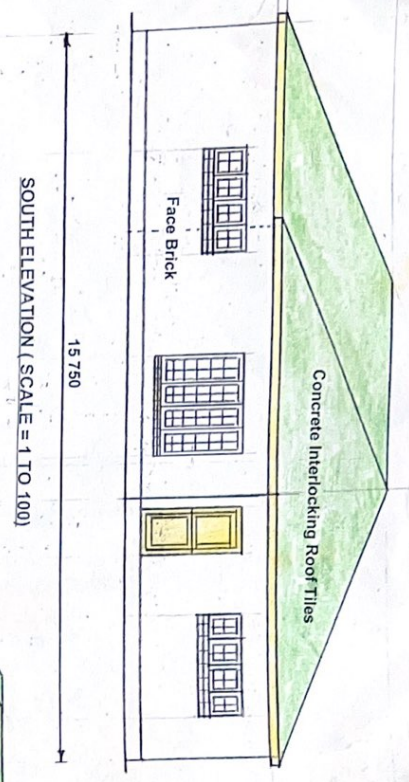 Concrete Interlocking Roof Tiles
Face Brick
15 750
SOUTH ELEVATION ( SCALE = 1 TO 100)